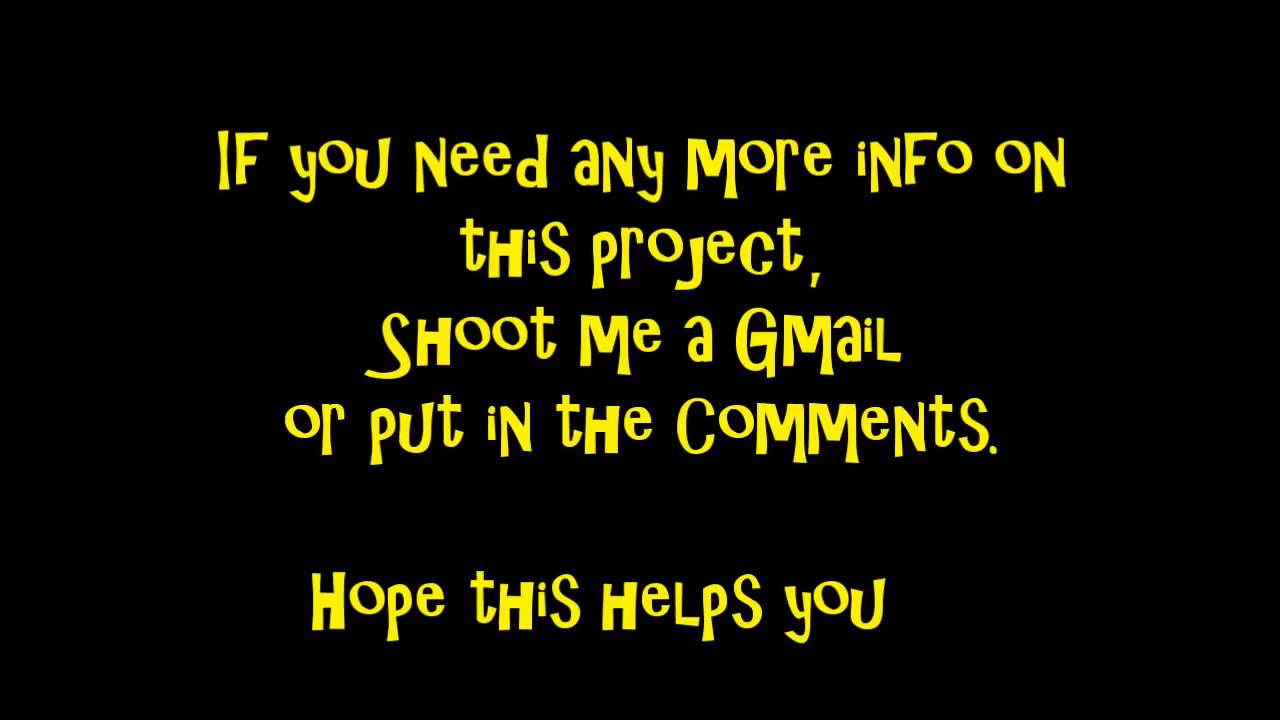 If you need any more info on
this project,
Shoot me a Gmail
or put in the Comments.
Hope this helps you